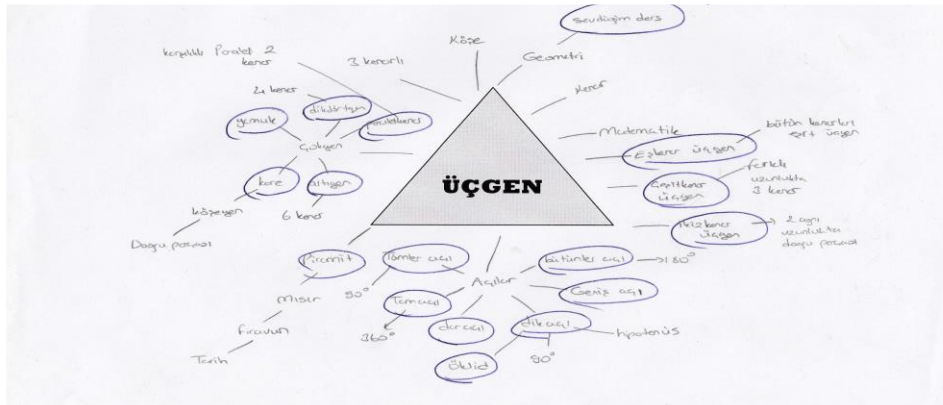 sevdiğim ders
Köşe
Geometri
karşılıklı Paralel 2
kenar
3 kenarlı
Kenar
4 kenar
dikdörtgen
yamuk
paralelkenar
Çokgen
Matematik
bütün kenarları
eşit üçgen
Eşkenar üçgen
ÜÇGEN
kare
altıgen
farklı
uzunlukta
3 kenar
Çeşitkenar
üçgen
köşegen
6 kenar
İkizkenar
üçgen
2 aynı
uzunlukta
doğru parçası
Doğru parçası
Piramit
Tümler açı
bütünler açı
180°
Mısır
90°
Açılar
Geniş açı
Tam açı
Firavun
360°
dar açı
dik açı
hipotenüs
Tarih
Öklid
90°